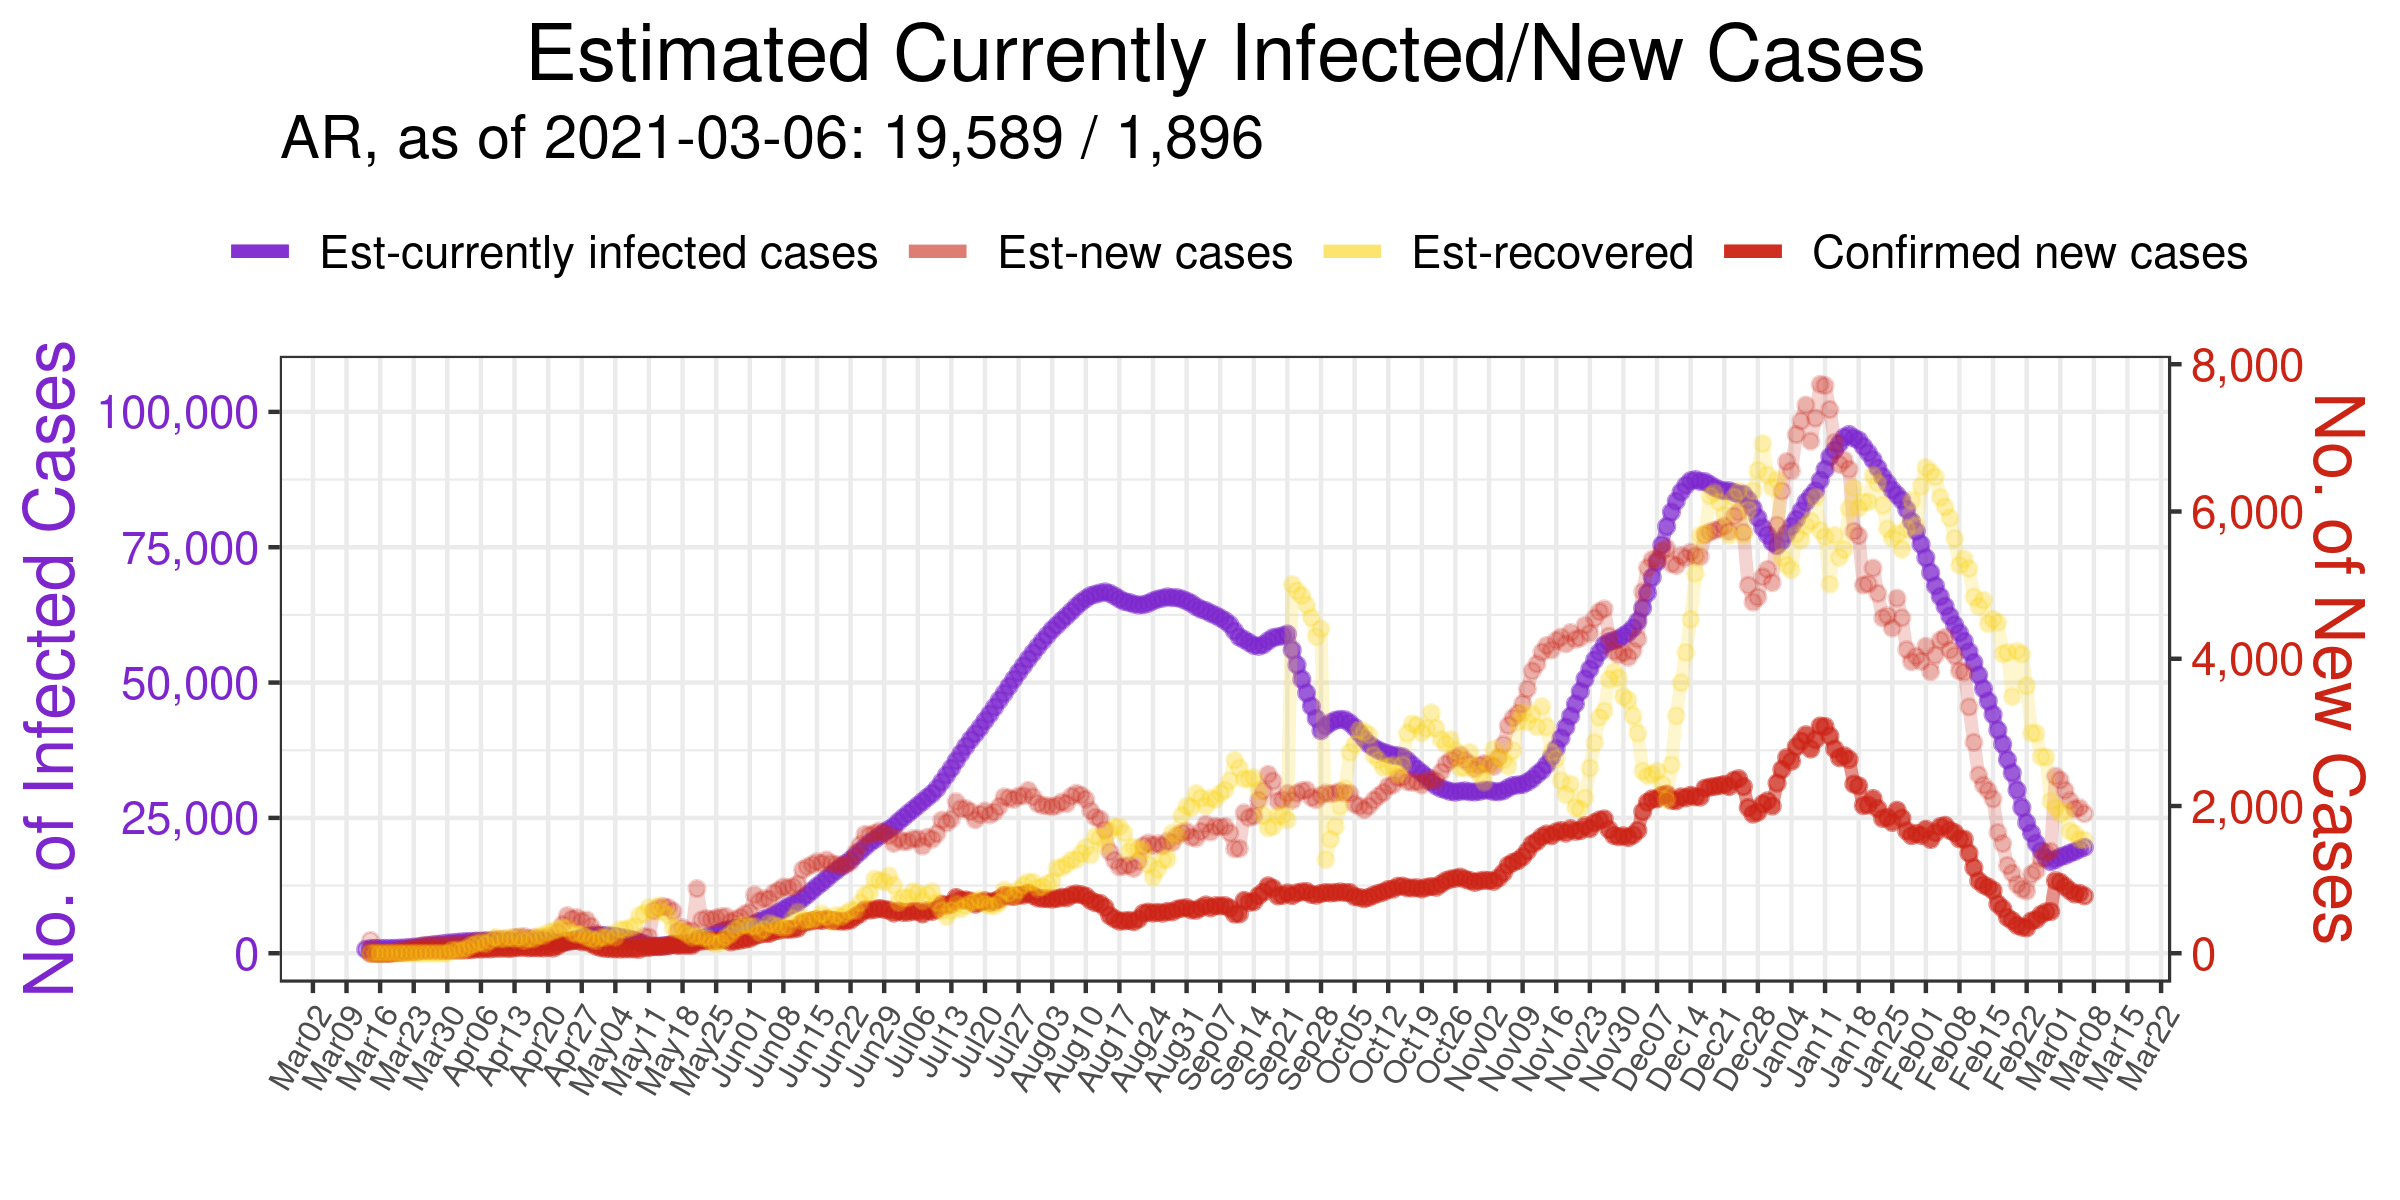 Estimated Currently Infected/New Cases
AR, as of 2021-03-06: 19,589 / 1,896
Est-currently infected cases
Est-new cases
Est-recovered
Confirmed new cases
No. of Infected Cases
100,000
75,000
50,000
25,000
0
8,000
6,000
4,000
2,000
0
No. of New Cases
Mar02
Mar09
Mar16
Mar23
Mar30
Apr06
Apr13
Apr20
Apr27
May04
May11
May18
May25
Jun01
Jun08
Jun15
Jun22
Jun29
Jul06
Jul13
Jul20
Jul27
Aug03
Aug10
Aug17
Aug24
Aug31
Sep07
Sep14
Sep21
Sep28
Oct05
Oct12
Oct19
Oct26
Nov02
Nov09
Nov16
Nov23
Nov30
Dec07
Dec14
Dec21
Dec28
Jan04
Jan11
Jan18
Jan25
Feb01
Feb08
Feb15
Feb22
Mar01
Mar08
Mar15
Mar22